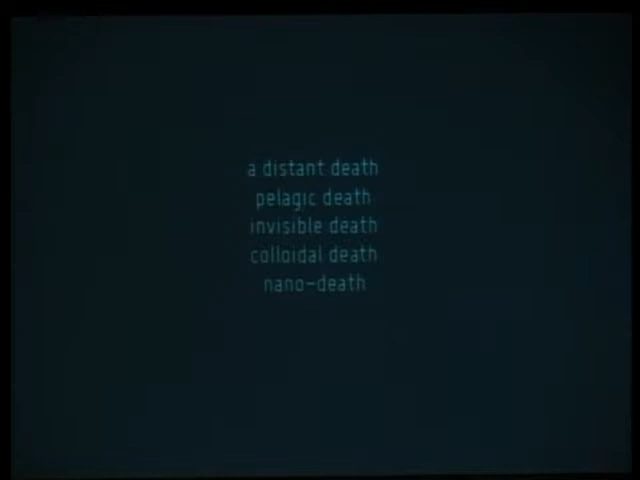 a distant death
pelagic death
invisible death
colloidal death
nano-death